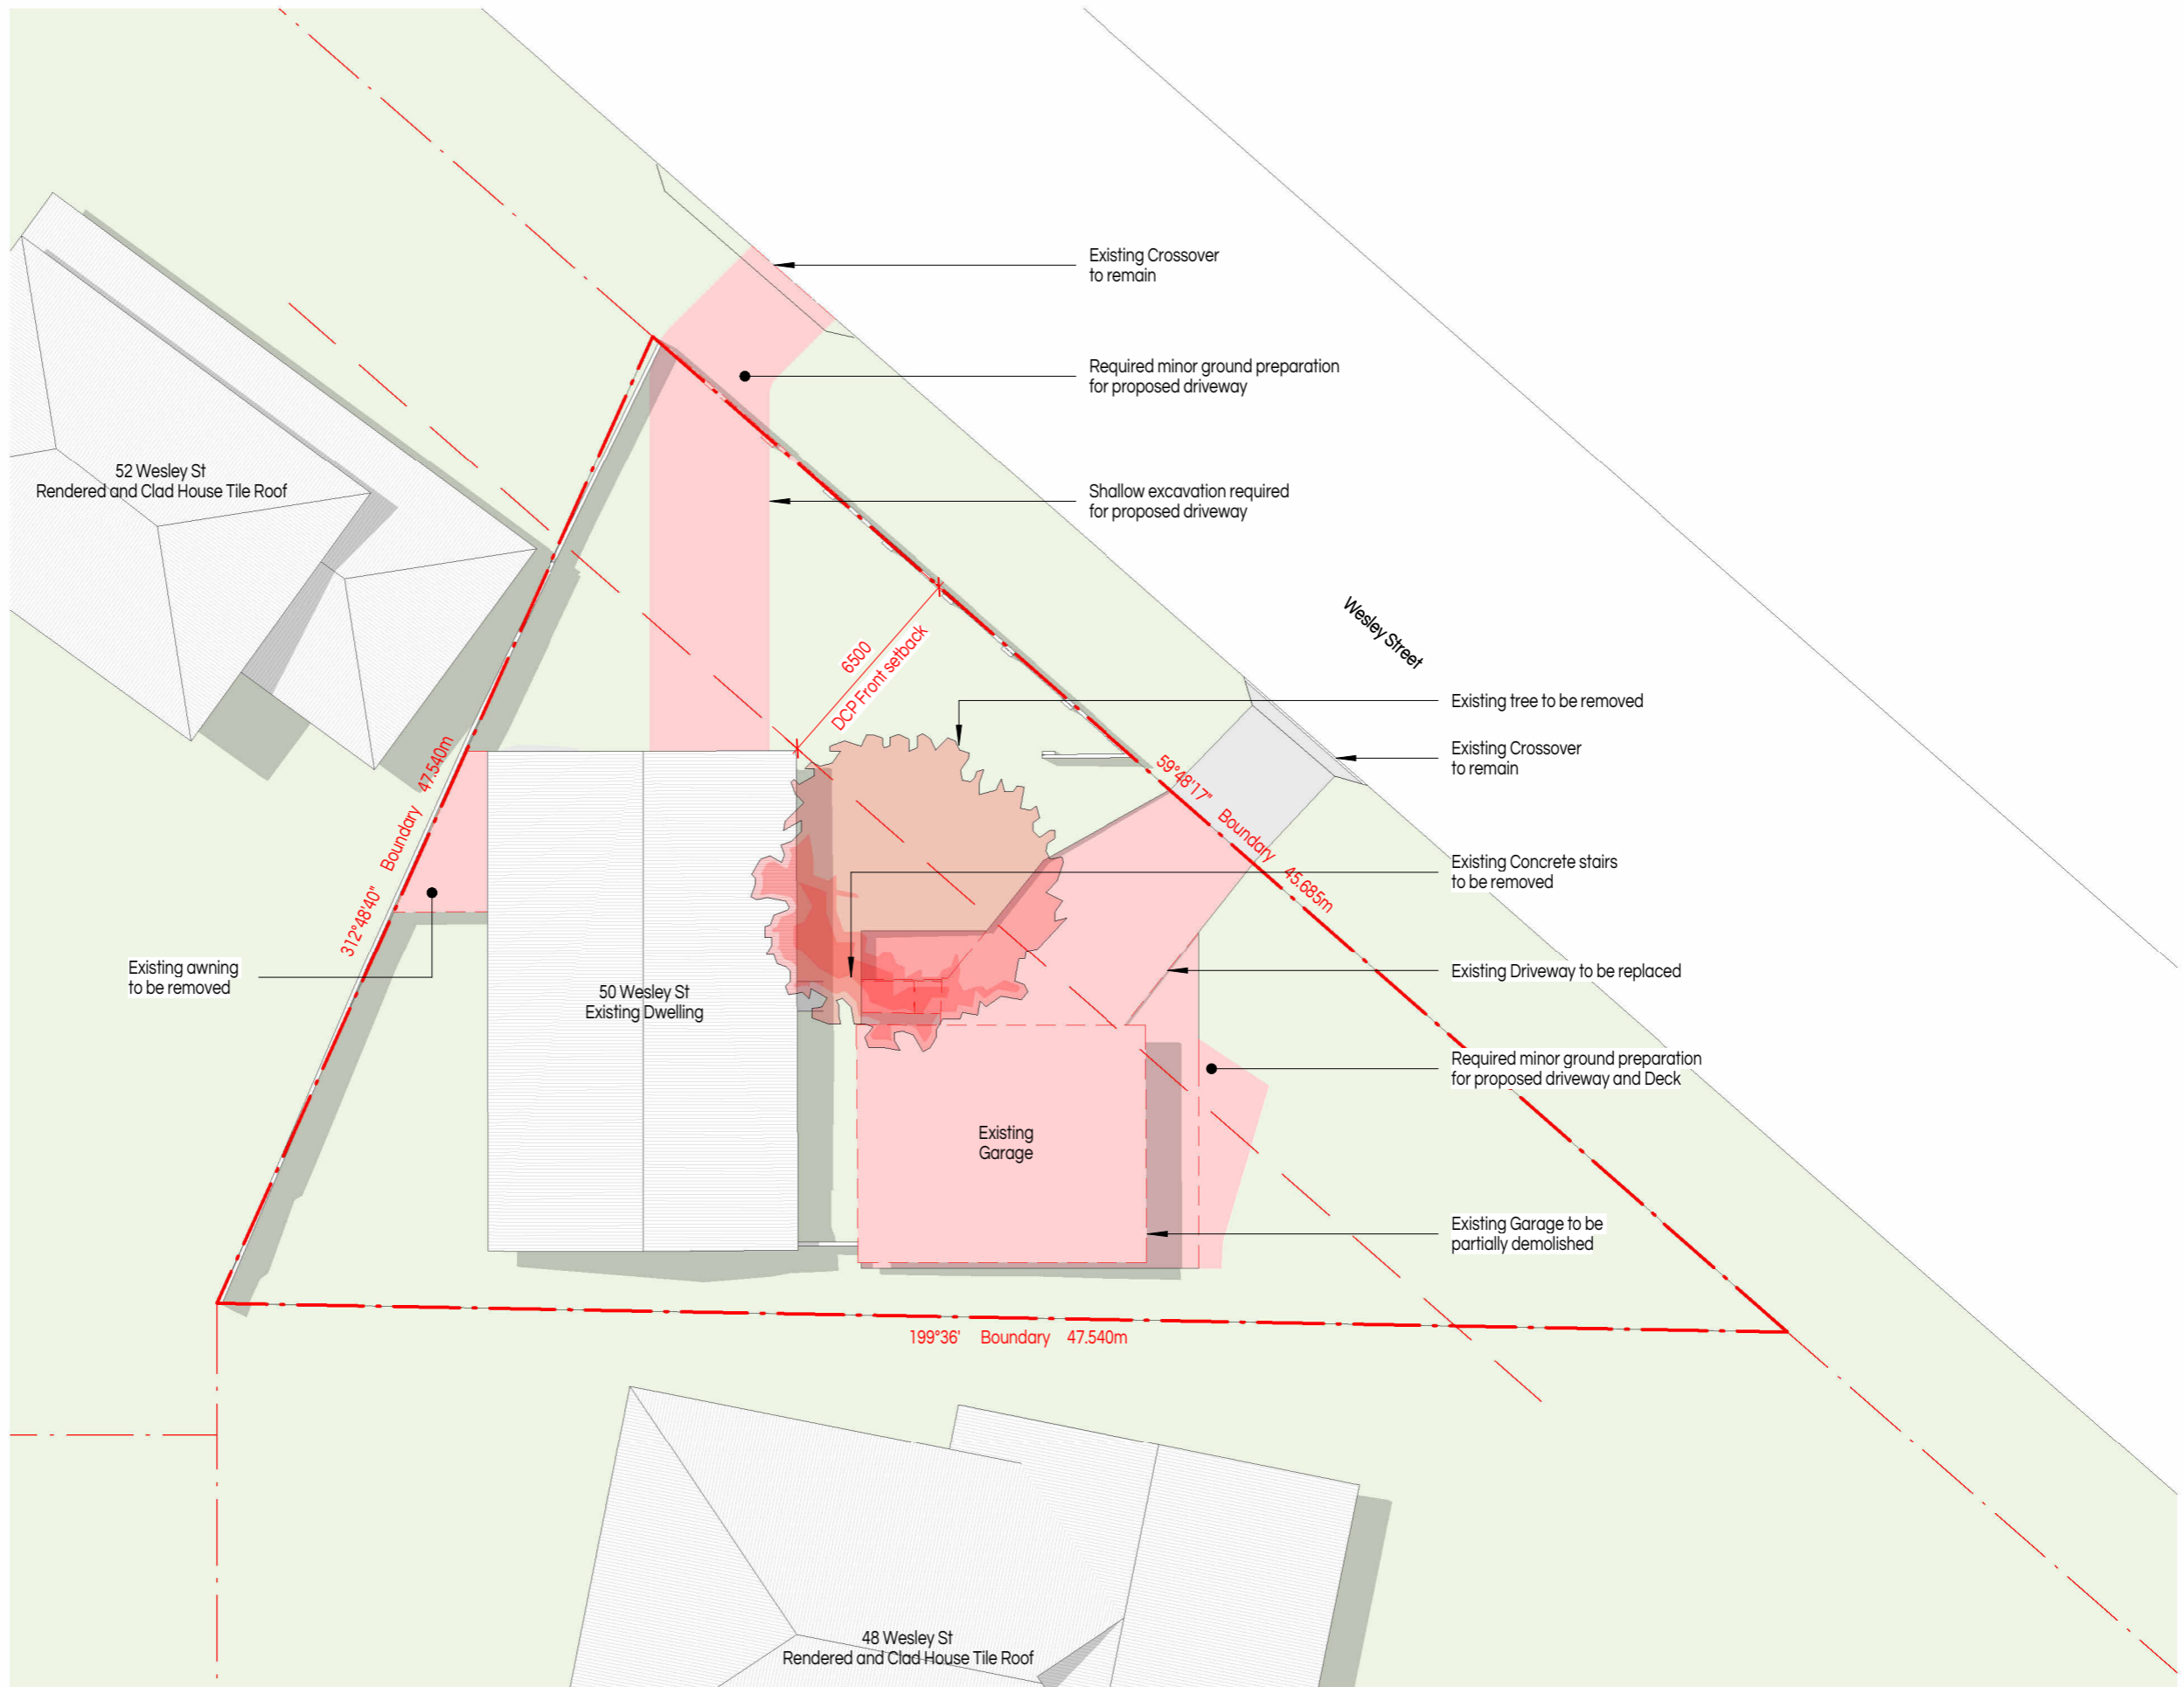 Existing Crossover
to remain
Required minor ground preparation
for proposed driveway
52 Wesley St
Rendered and Clad House Tile Roof
Shallow excavation required
for proposed driveway
Wesley Street
6500
DCP Front setback
Existing tree to be removed
Existing Crossover
to remain
312°48'40" Boundary 47.540m
59°48'17" Boundary 45.685m
Existing Concrete stairs
to be removed
Existing awning
to be removed
50 Wesley St
Existing Dwelling
Existing Driveway to be replaced
Required minor ground preparation
for proposed driveway and Deck
Existing
Garage
Existing Garage to be
partially demolished
199°36' Boundary 47.540m
48 Wesley St
Rendered and Clad House Tile Roof